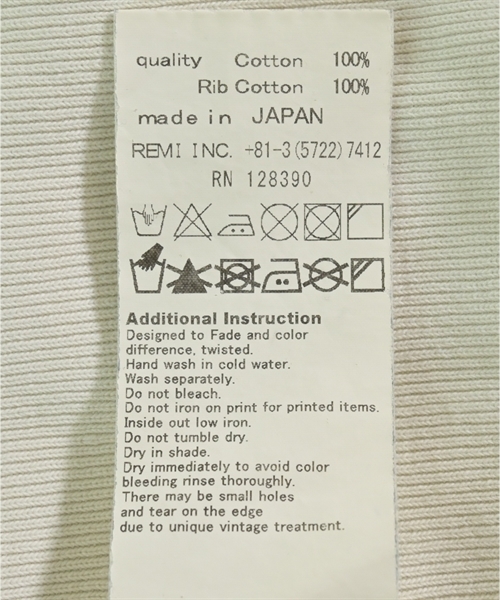 quality Cotton 100%
Rib Cotton 100%
made in JAPAN
REMI INC. +81-3(5722)7412
RN 128390
Additional Instruction
Designed to Fade and color
difference, twisted.
Hand wash in cold water.
Wash separately.
Do not bleach.
Do not iron on print for printed items.
Inside out low iron.
Do not tumble dry.
Dry in shade.
Dry immediately to avoid color
bleeding rinse thoroughly.
There may be small holes
and tear on the edge
due to unique vintage treatment.